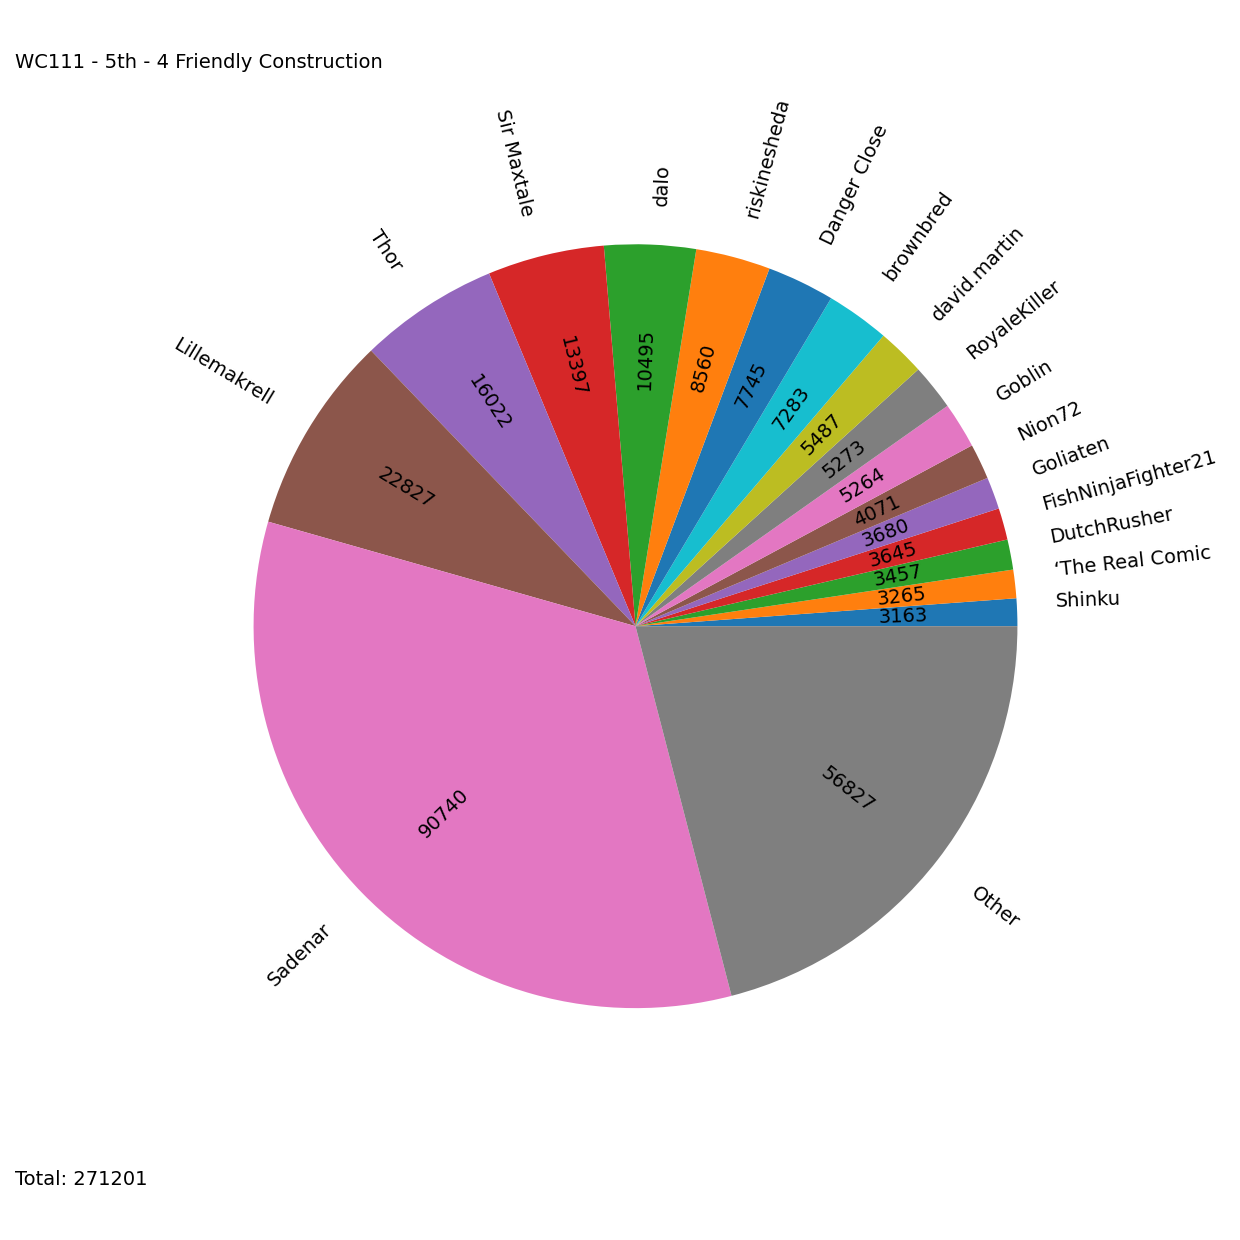 WC111 - 5th - 4 Friendly Construction
Sir Maxtale
dalo
riskinesheda
Danger Close
brownbred
david.martin
RoyaleKiller
Goblin
Nion72
Goliaten
FishNinjaFighter21
DutchRusher
‘The Real Comic
Shinku
Thor
Lillemakrell
Sadenar
Other
13397
10495
8560
7745
7283
5487
5273
5264
4071
3680
3645
3457
3265
3163
16022
22827
90740
56827
Total: 271201